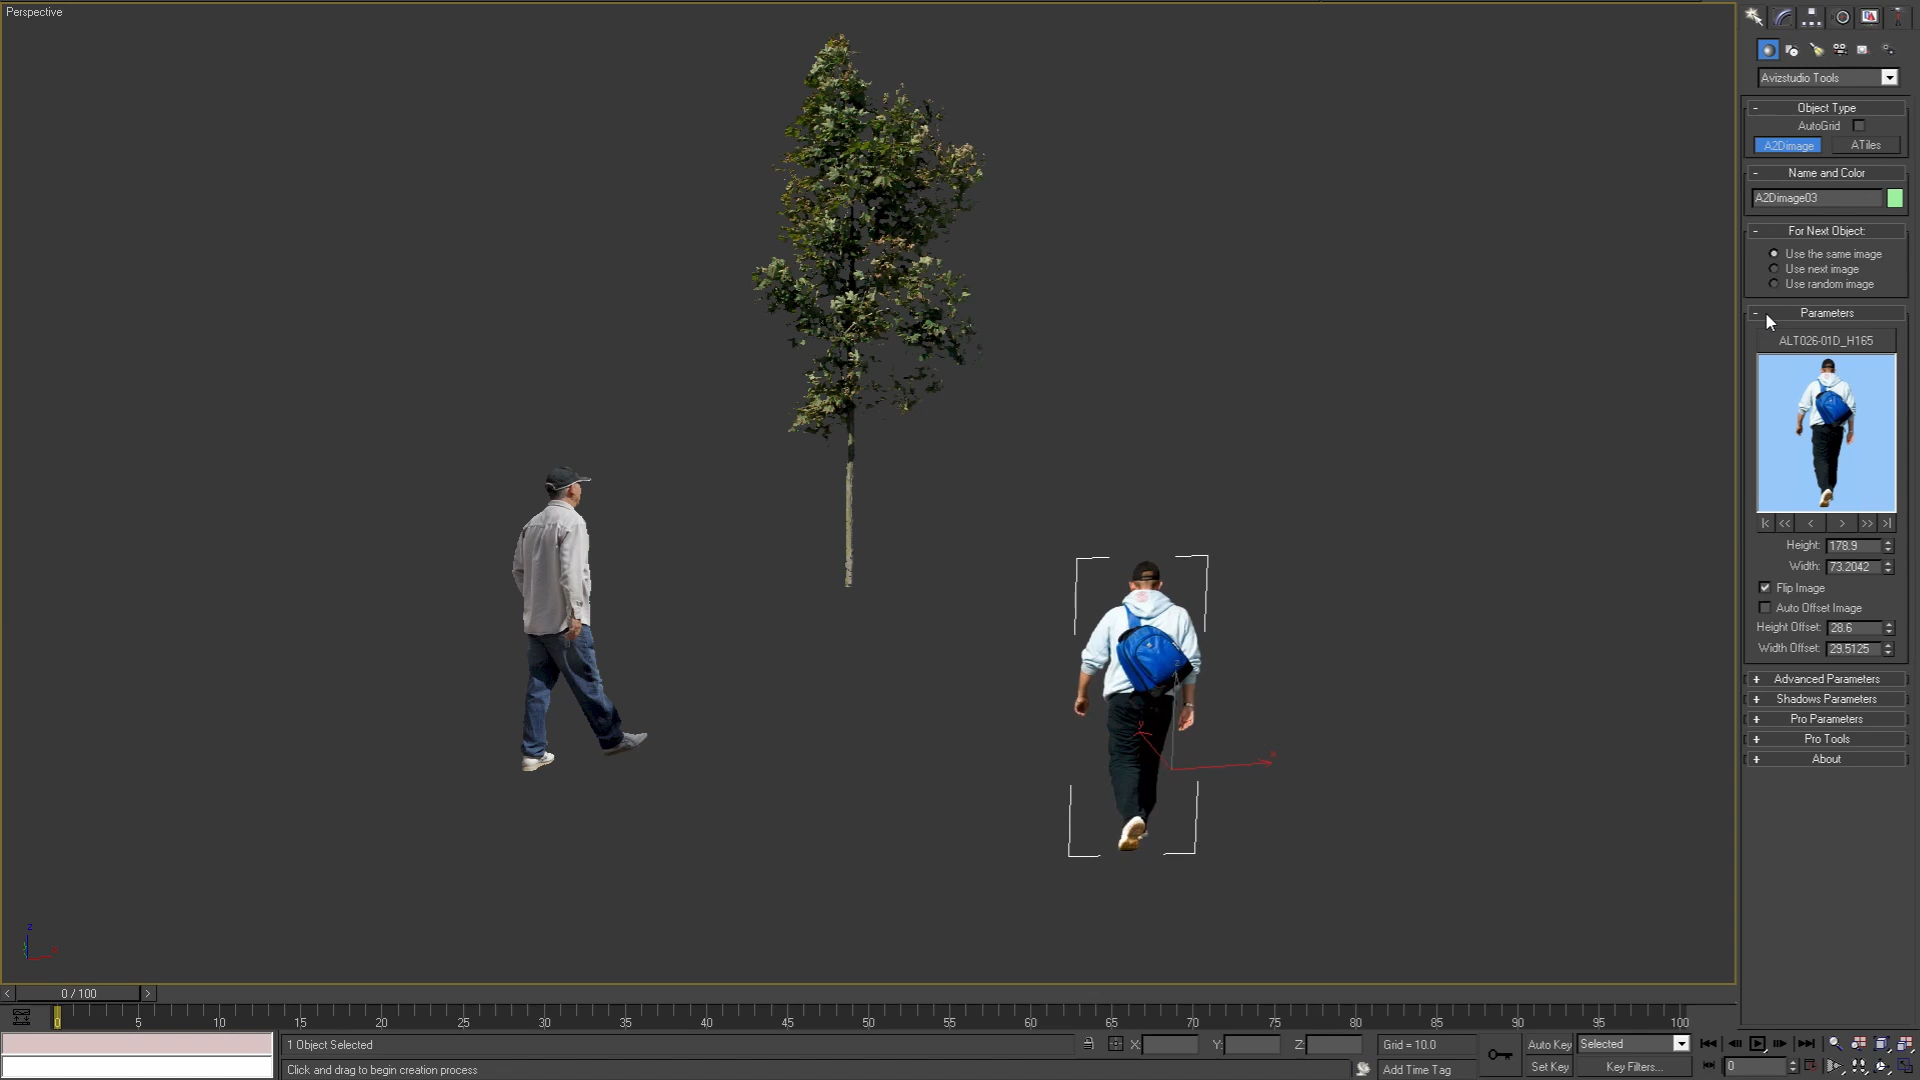 Perspective
Avizstudio Tools
- Object Type
AutoGrid
A2Dimage ATiles
- Name and Color
A2Dimage03
- For Next Object:
Use the same image
Use next image
Use random image
- Parameters
ALT026-01D_H165
|< << < > >> >|
Height: 178.9
Width: 73.2042
Flip Image
Auto Offset Image
Height Offset: 28.6
Width Offset: 29.5125
+ Advanced Parameters
+ Shadows Parameters
+ Pro Parameters
+ Pro Tools
+ About
z
x
y
z
x
< 0 / 100 >
0 5 10 15 20 25 30 35 40 45 50 55 60 65 70 75 80 85 90 95 100
1 Object Selected X: Y: Z: Grid = 10.0 Auto Key Selected
Click and drag to begin creation process Add Time Tag Set Key Key Filters... 0